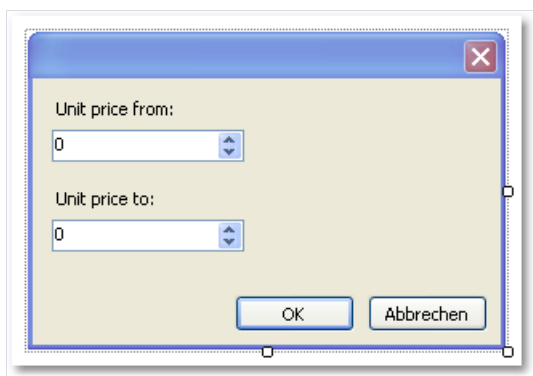 Unit price from:
0
Unit price to:
0
OK Abbrechen